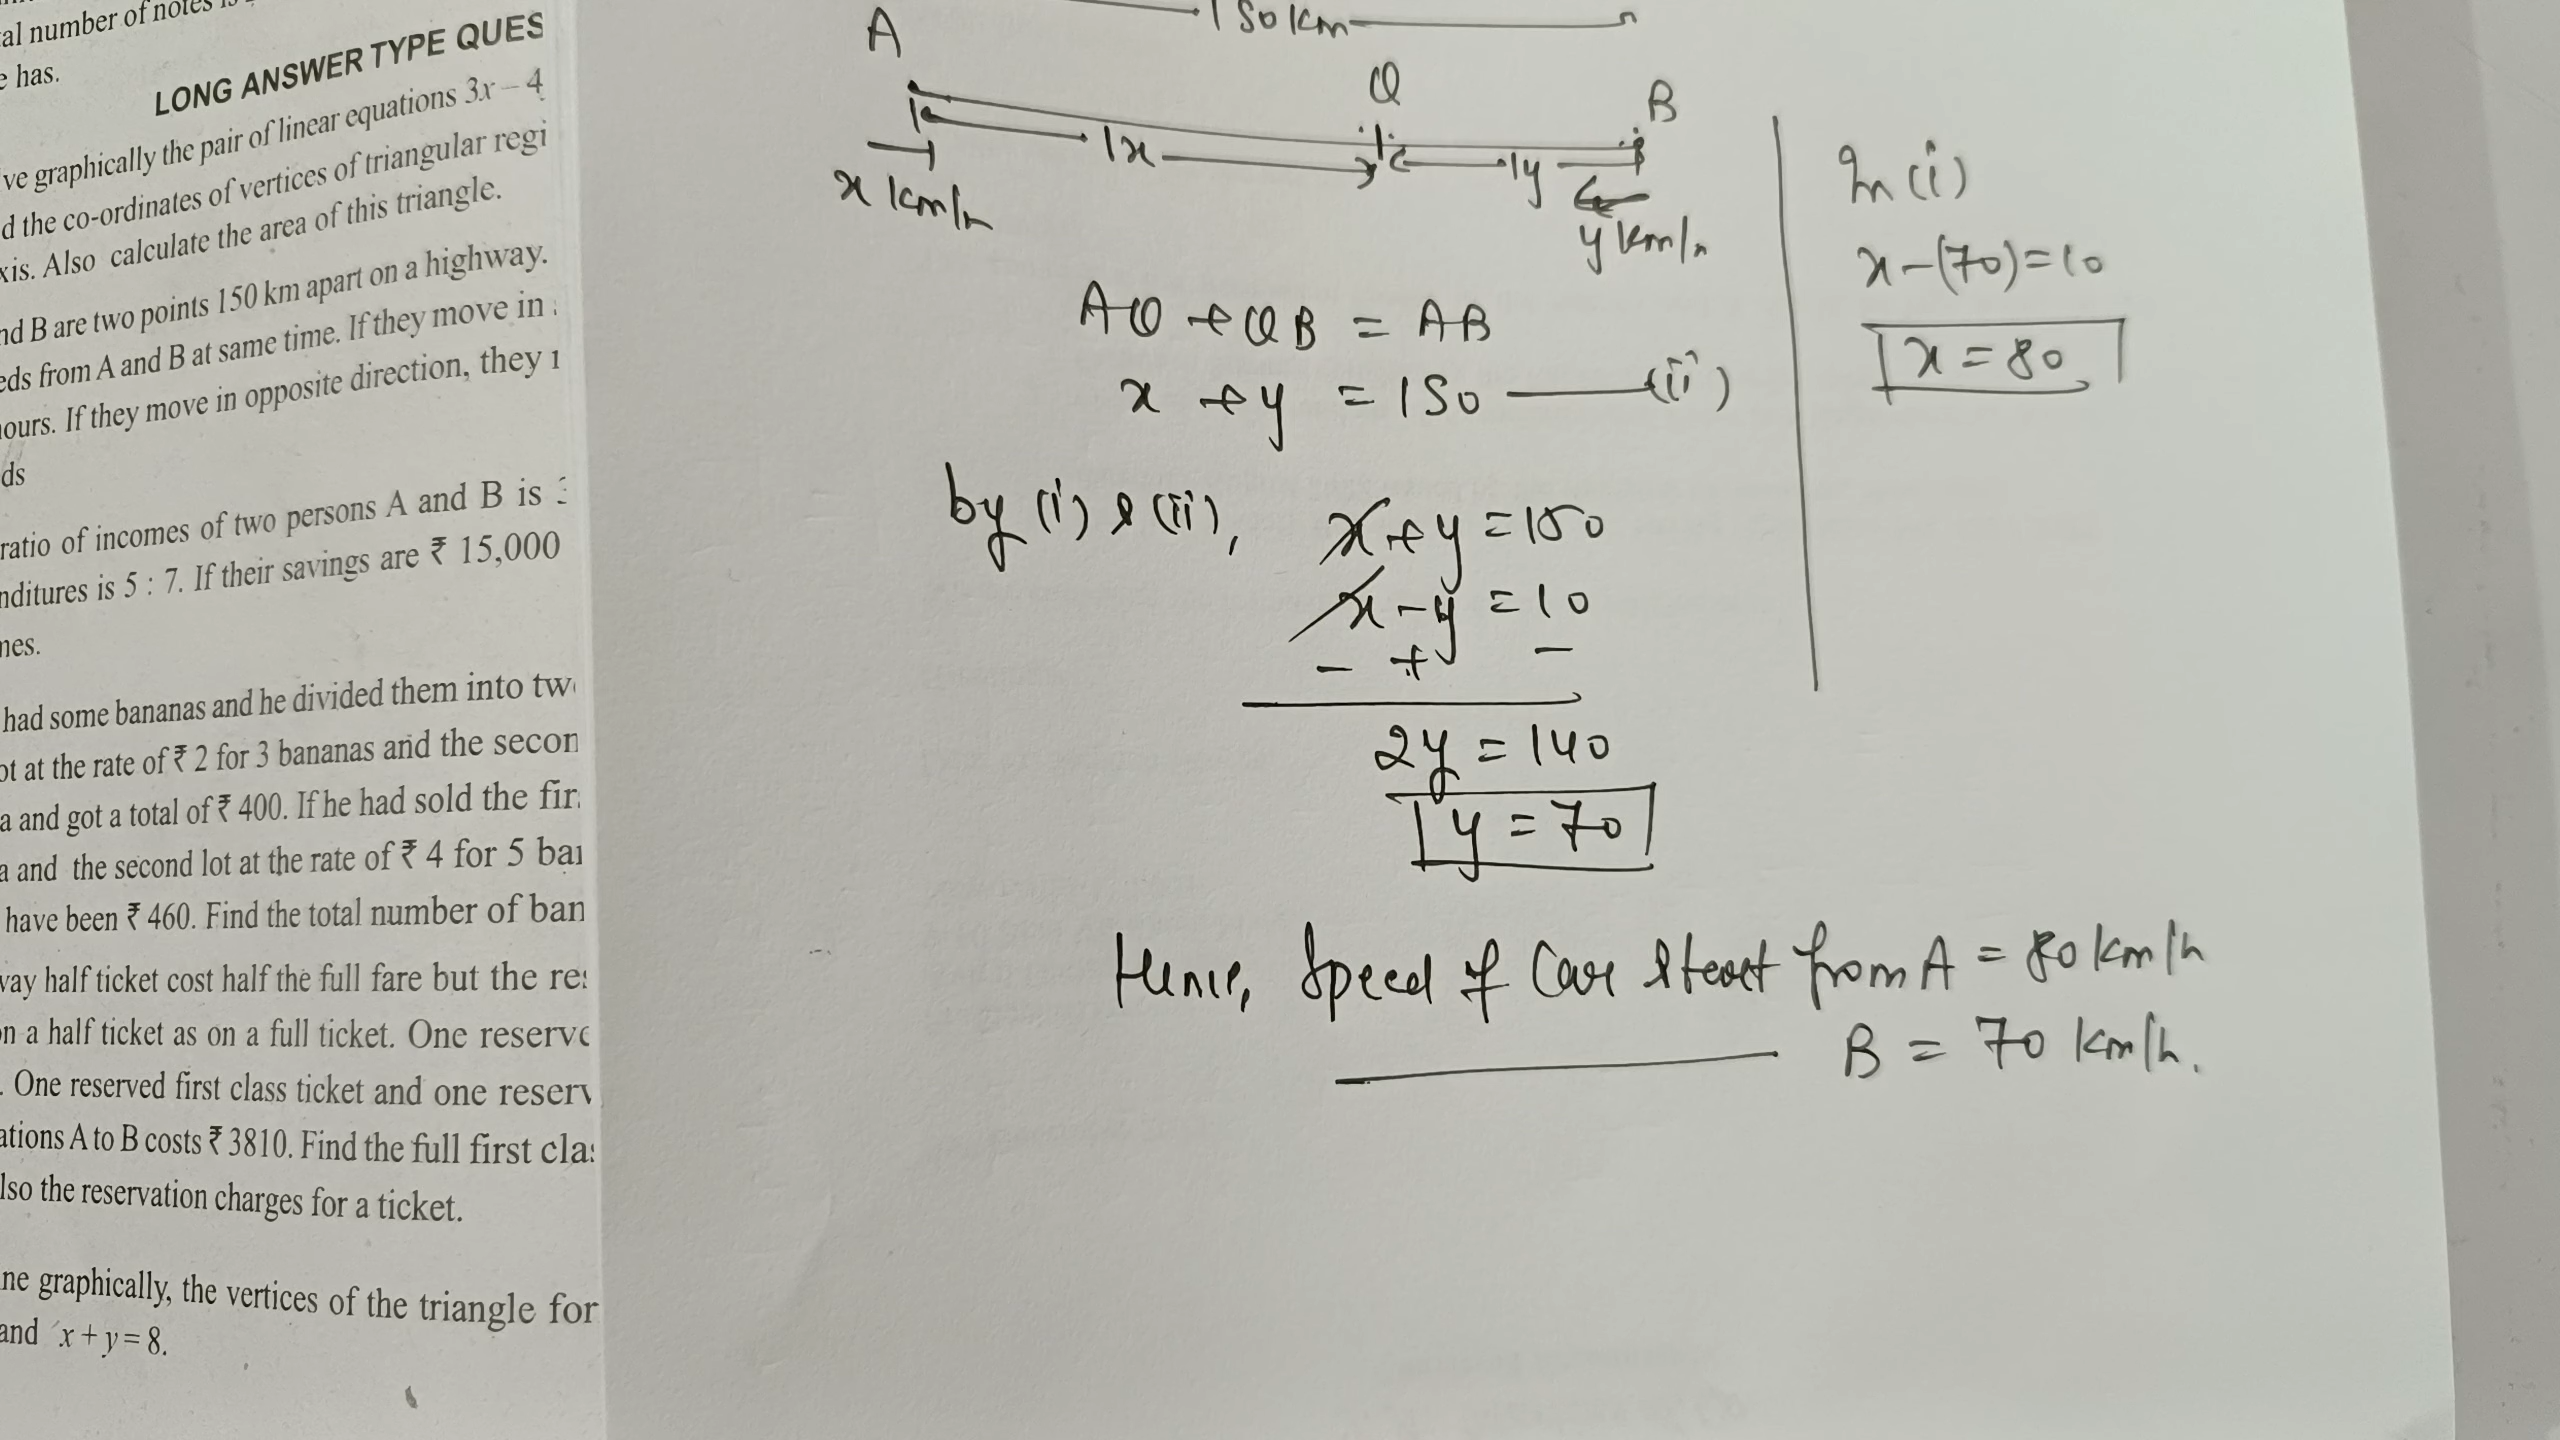 al number of notes
e has.
LONG ANSWER TYPE QUES
ve graphically the pair of linear equations 3x – 4
d the co-ordinates of vertices of triangular regi
xis. Also calculate the area of this triangle.
nd B are two points 150 km apart on a highway.
eds from A and B at same time. If they move in
ours. If they move in opposite direction, they
ds
ratio of incomes of two persons A and B is
nditures is 5 : 7. If their savings are ₹ 15,000
mes.
had some bananas and he divided them into tw
ot at the rate of ₹ 2 for 3 bananas and the secon
a and got a total of ₹ 400. If he had sold the fir
a and the second lot at the rate of ₹ 4 for 5 ba
have been ₹ 460. Find the total number of ban
way half ticket cost half the full fare but the res
on a half ticket as on a full ticket. One reserve
. One reserved first class ticket and one reserv
ations A to B costs ₹ 3810. Find the full first clas
lso the reservation charges for a ticket.
ne graphically, the vertices of the triangle for
and x + y = 8.
150 km
A Q B
1x 1y
x km/h y km/h
AQ + QB = AB
x + y = 150 —— (ii)
by (i) & (ii), x + y = 150
x - y = 10
- + -
2y = 140
y = 70
In (i)
x - (70) = 10
x = 80
Hence, Speed of Car Start from A = 80 km/h
—— B = 70 km/h.